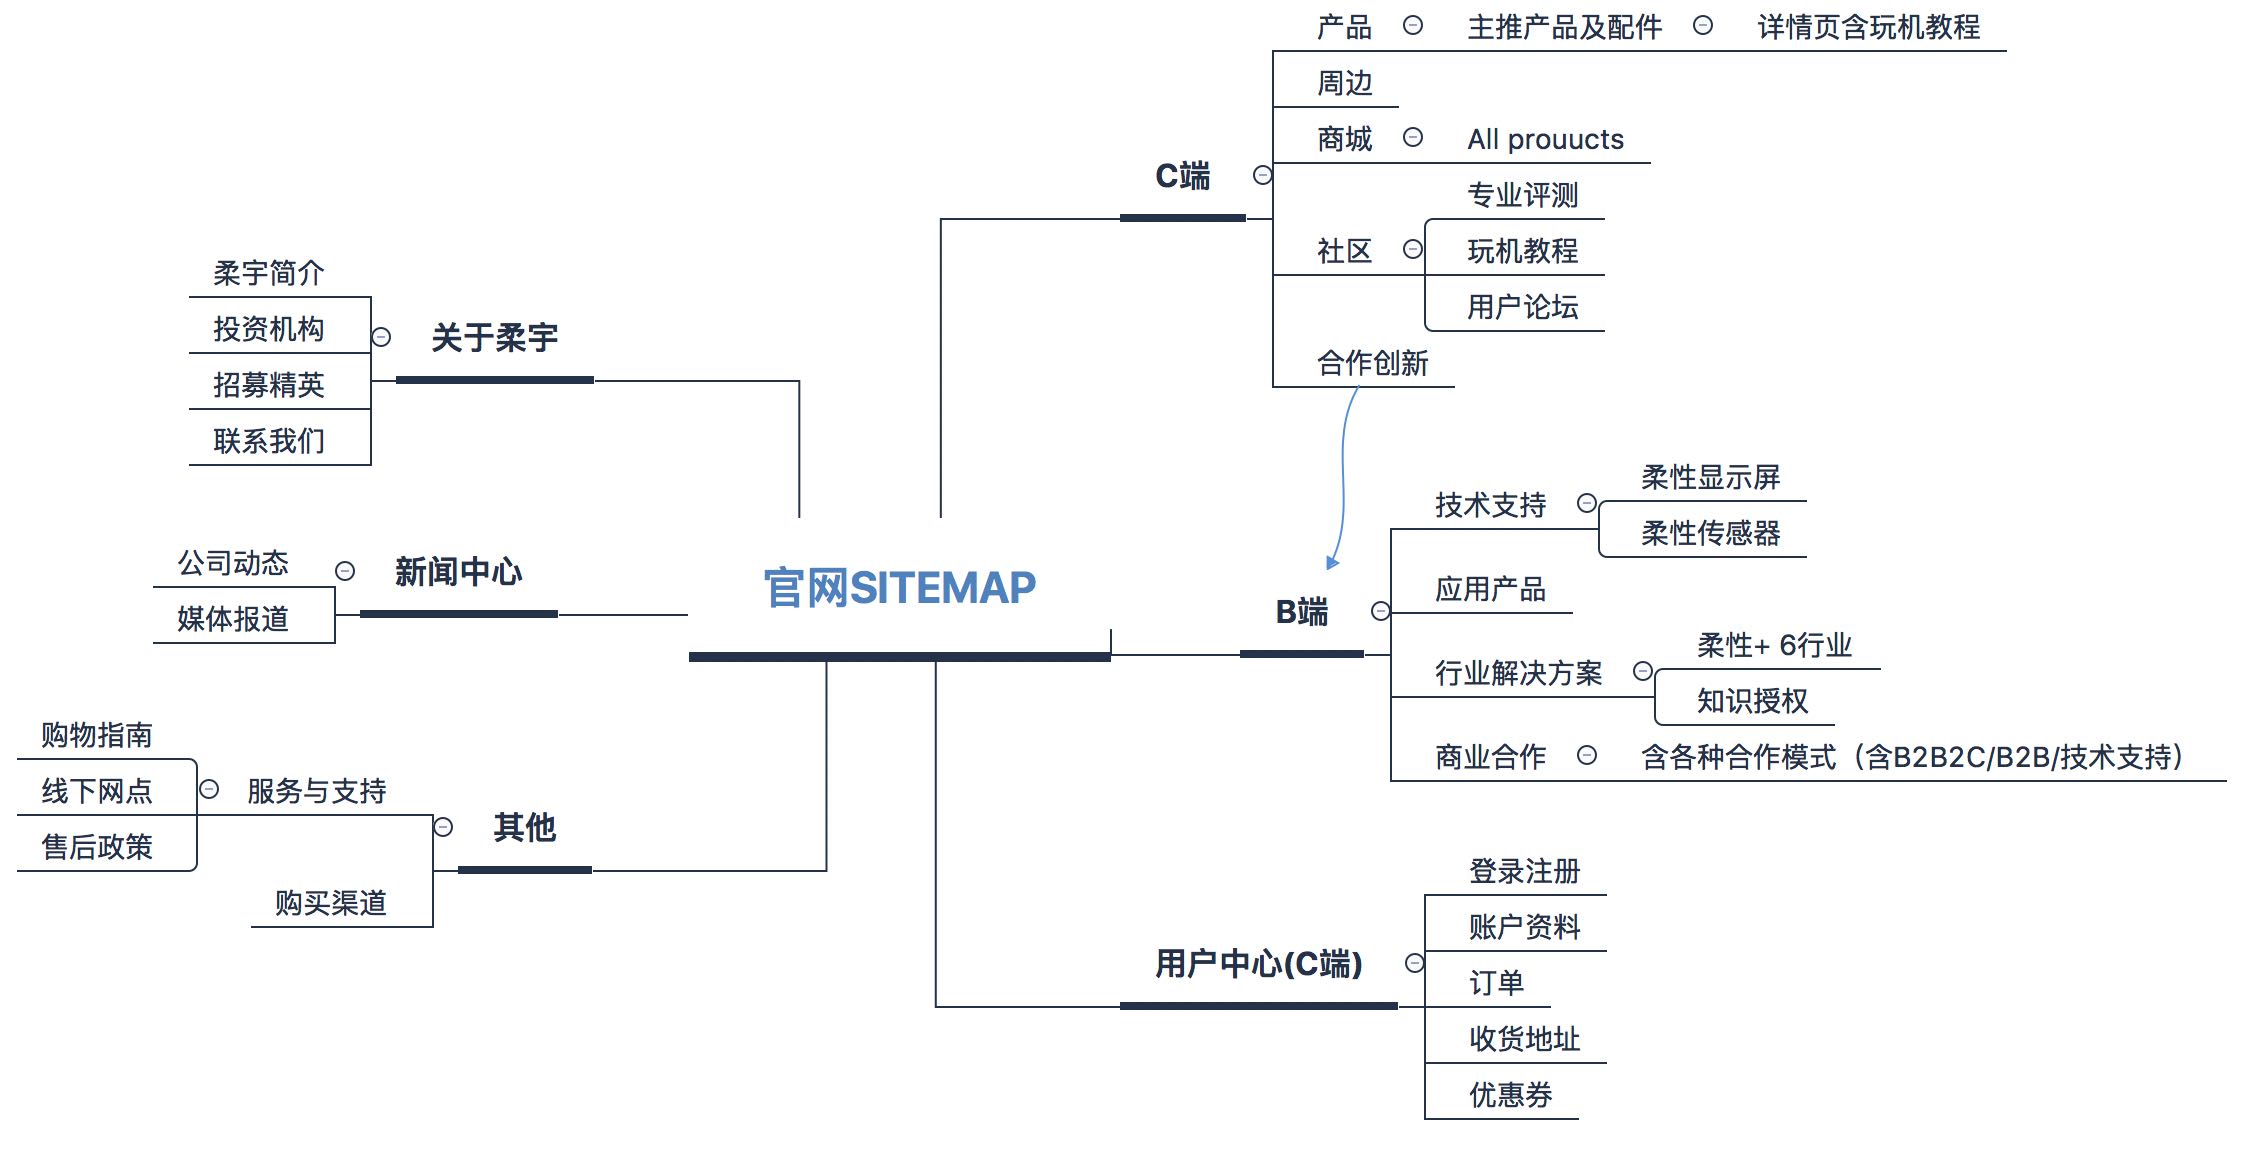 官网SITEMAP
C端
产品
主推产品及配件
详情页含玩机教程
周边
商城
All prouucts
社区
专业评测
玩机教程
用户论坛
合作创新
B端
技术支持
柔性显示屏
柔性传感器
应用产品
行业解决方案
柔性+ 6行业
知识授权
商业合作
含各种合作模式（含B2B2C/B2B/技术支持）
用户中心(C端)
登录注册
账户资料
订单
收货地址
优惠券
关于柔宇
柔宇简介
投资机构
招募精英
联系我们
新闻中心
公司动态
媒体报道
其他
服务与支持
购物指南
线下网点
售后政策
购买渠道